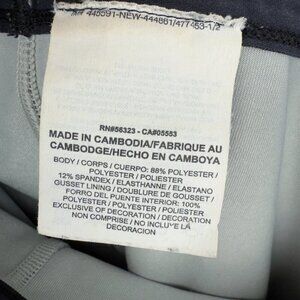 445591-NEW-444861/477453-1/2
RN#56323 - CA#05553
MADE IN CAMBODIA/FABRIQUE AU
CAMBODGE/HECHO EN CAMBOYA
BODY / CORPS / CUERPO: 88% POLYESTER /
POLYESTER / POLIESTER
12% SPANDEX / ELASTHANNE / ELASTANO
GUSSET LINING / DOUBLURE DE GOUSSET /
FORRO DEL PUENTE INTERIOR: 100%
POLYESTER / POLYESTER / POLIESTER
EXCLUSIVE OF DECORATION / DECORATION
NON COMPRISE / NO INCLUYE LA
DECORACION